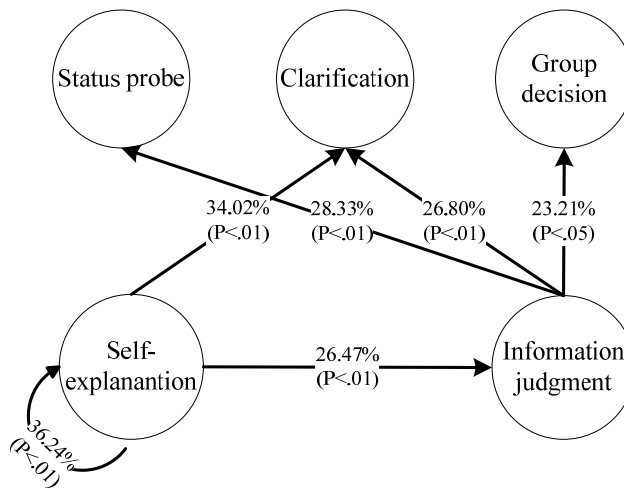 Status probe
Clarification
Group
decision
34.02%
(P<.01)
28.33%
(P<.01)
26.80%
(P<.01)
23.21%
(P<.05)
Self-
explanantion
26.47%
(P<.01)
Information
judgment
36.24%
(P<.01)